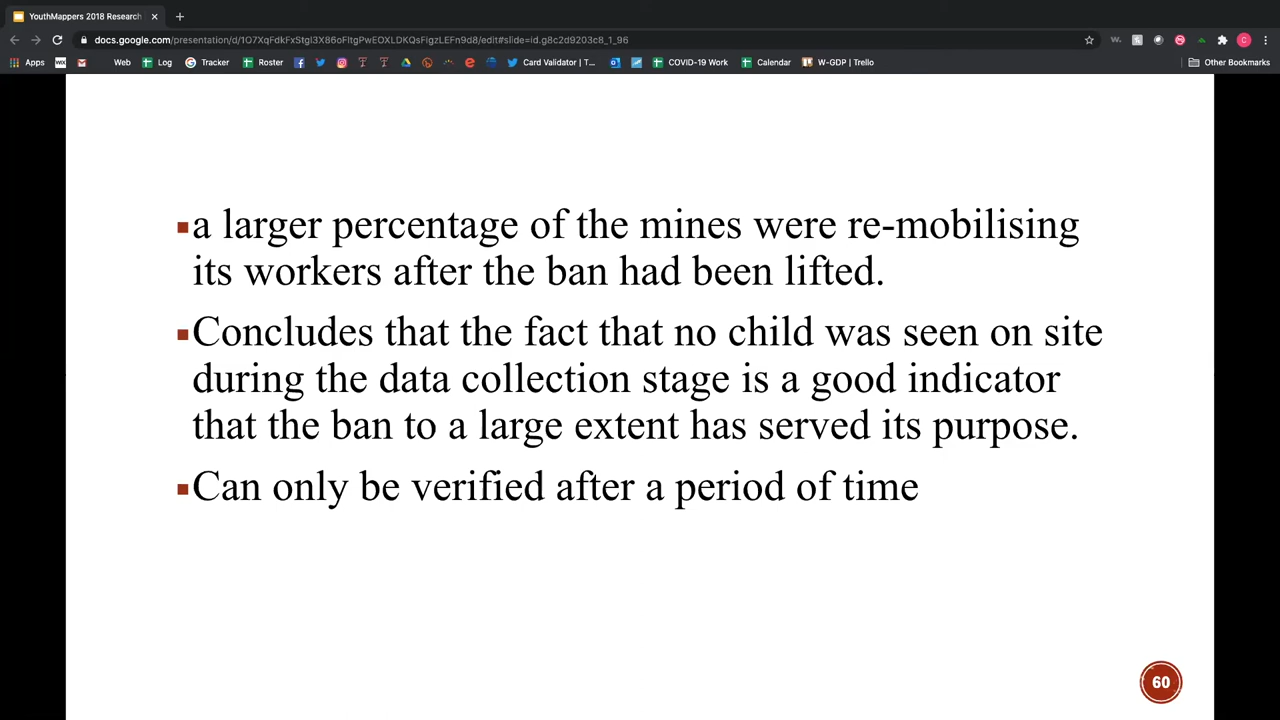 YouthMappers 2018 Research
docs.google.com/presentation/d/1O7XqFdkFxStgI3X86oFltgPwEOXLDKQsFigzLEFn9d8/edit#slide=id.g8c2d9203c8_1_96
Apps Web Log Tracker Roster Card Validator | T... COVID-19 Work Calendar W-GDP | Trello Other Bookmarks
a larger percentage of the mines were re-mobilising
its workers after the ban had been lifted.
Concludes that the fact that no child was seen on site
during the data collection stage is a good indicator
that the ban to a large extent has served its purpose.
Can only be verified after a period of time
60